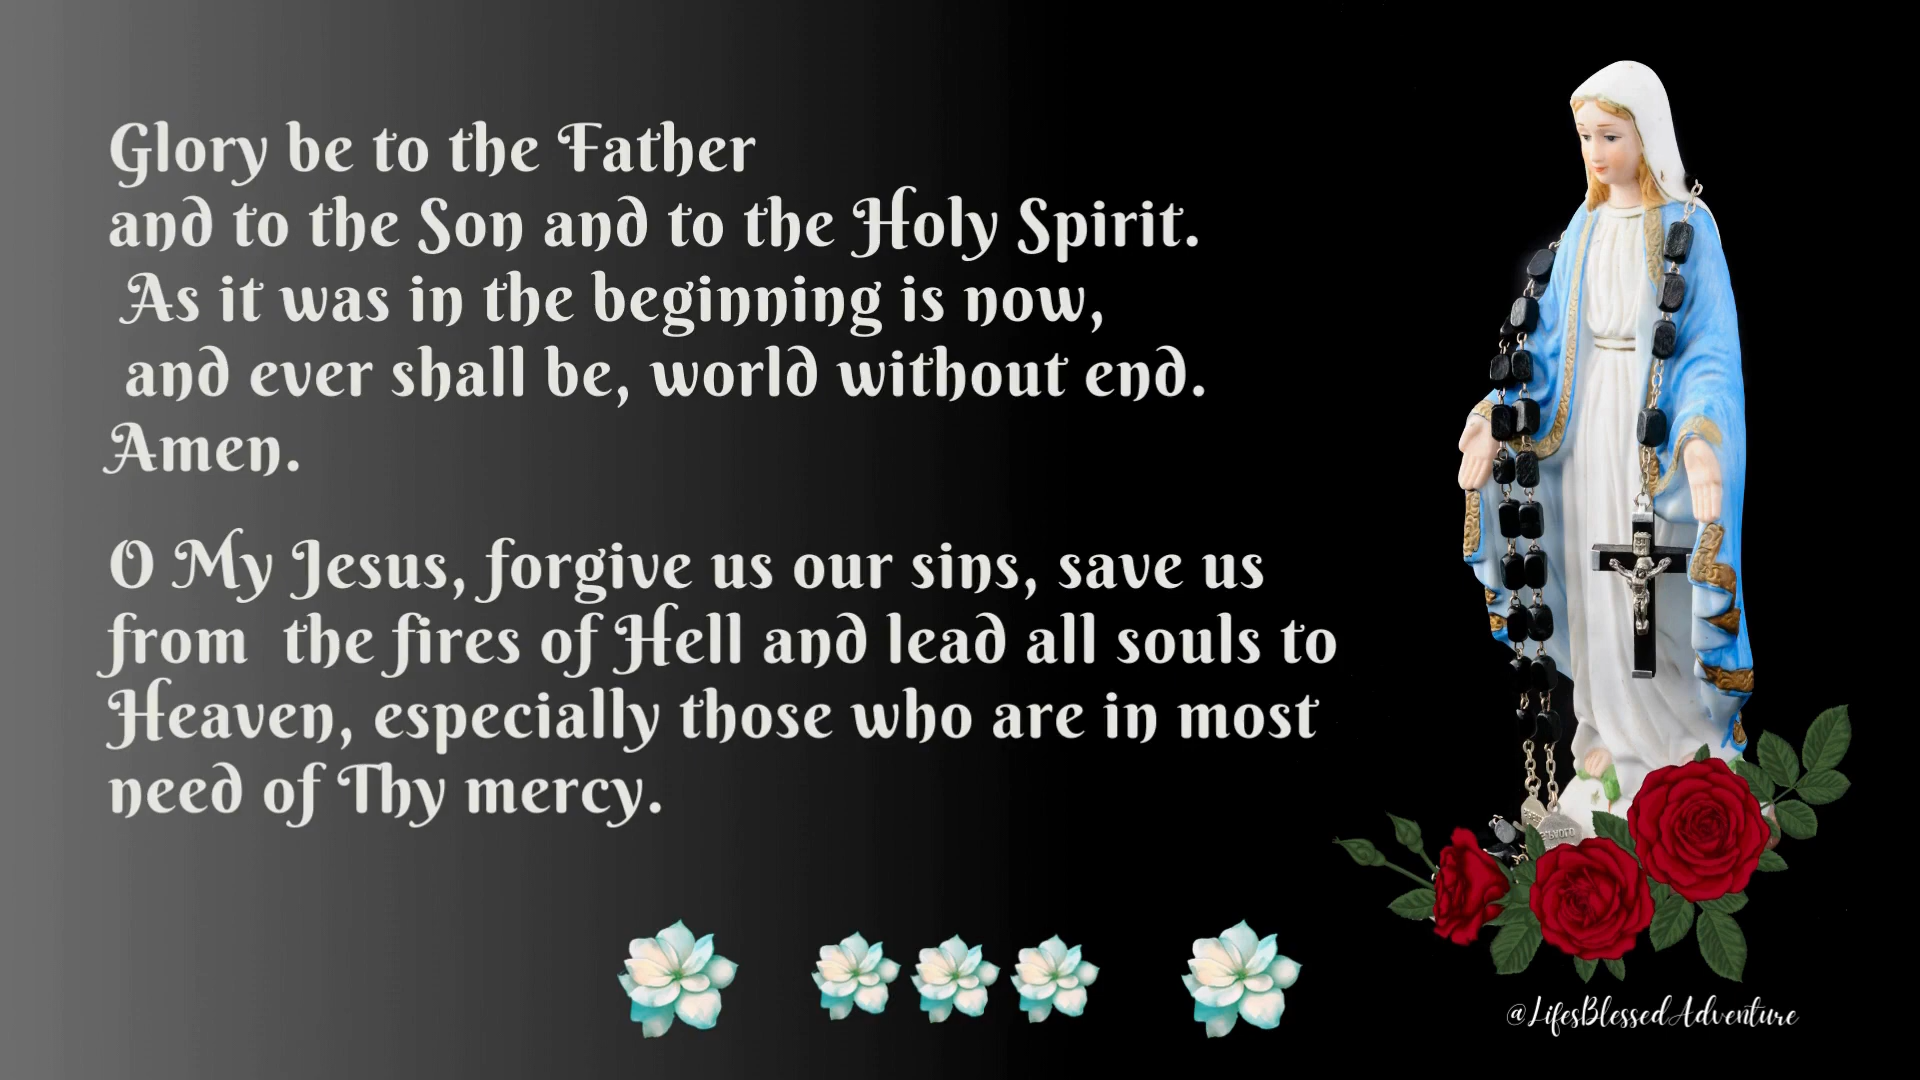 Glory be to the Father
and to the Son and to the Holy Spirit.
As it was in the beginning is now,
and ever shall be, world without end.
Amen.
O My Jesus, forgive us our sins, save us
from the fires of Hell and lead all souls to
Heaven, especially those who are in most
need of Thy mercy.
@LifesBlessedAdventure